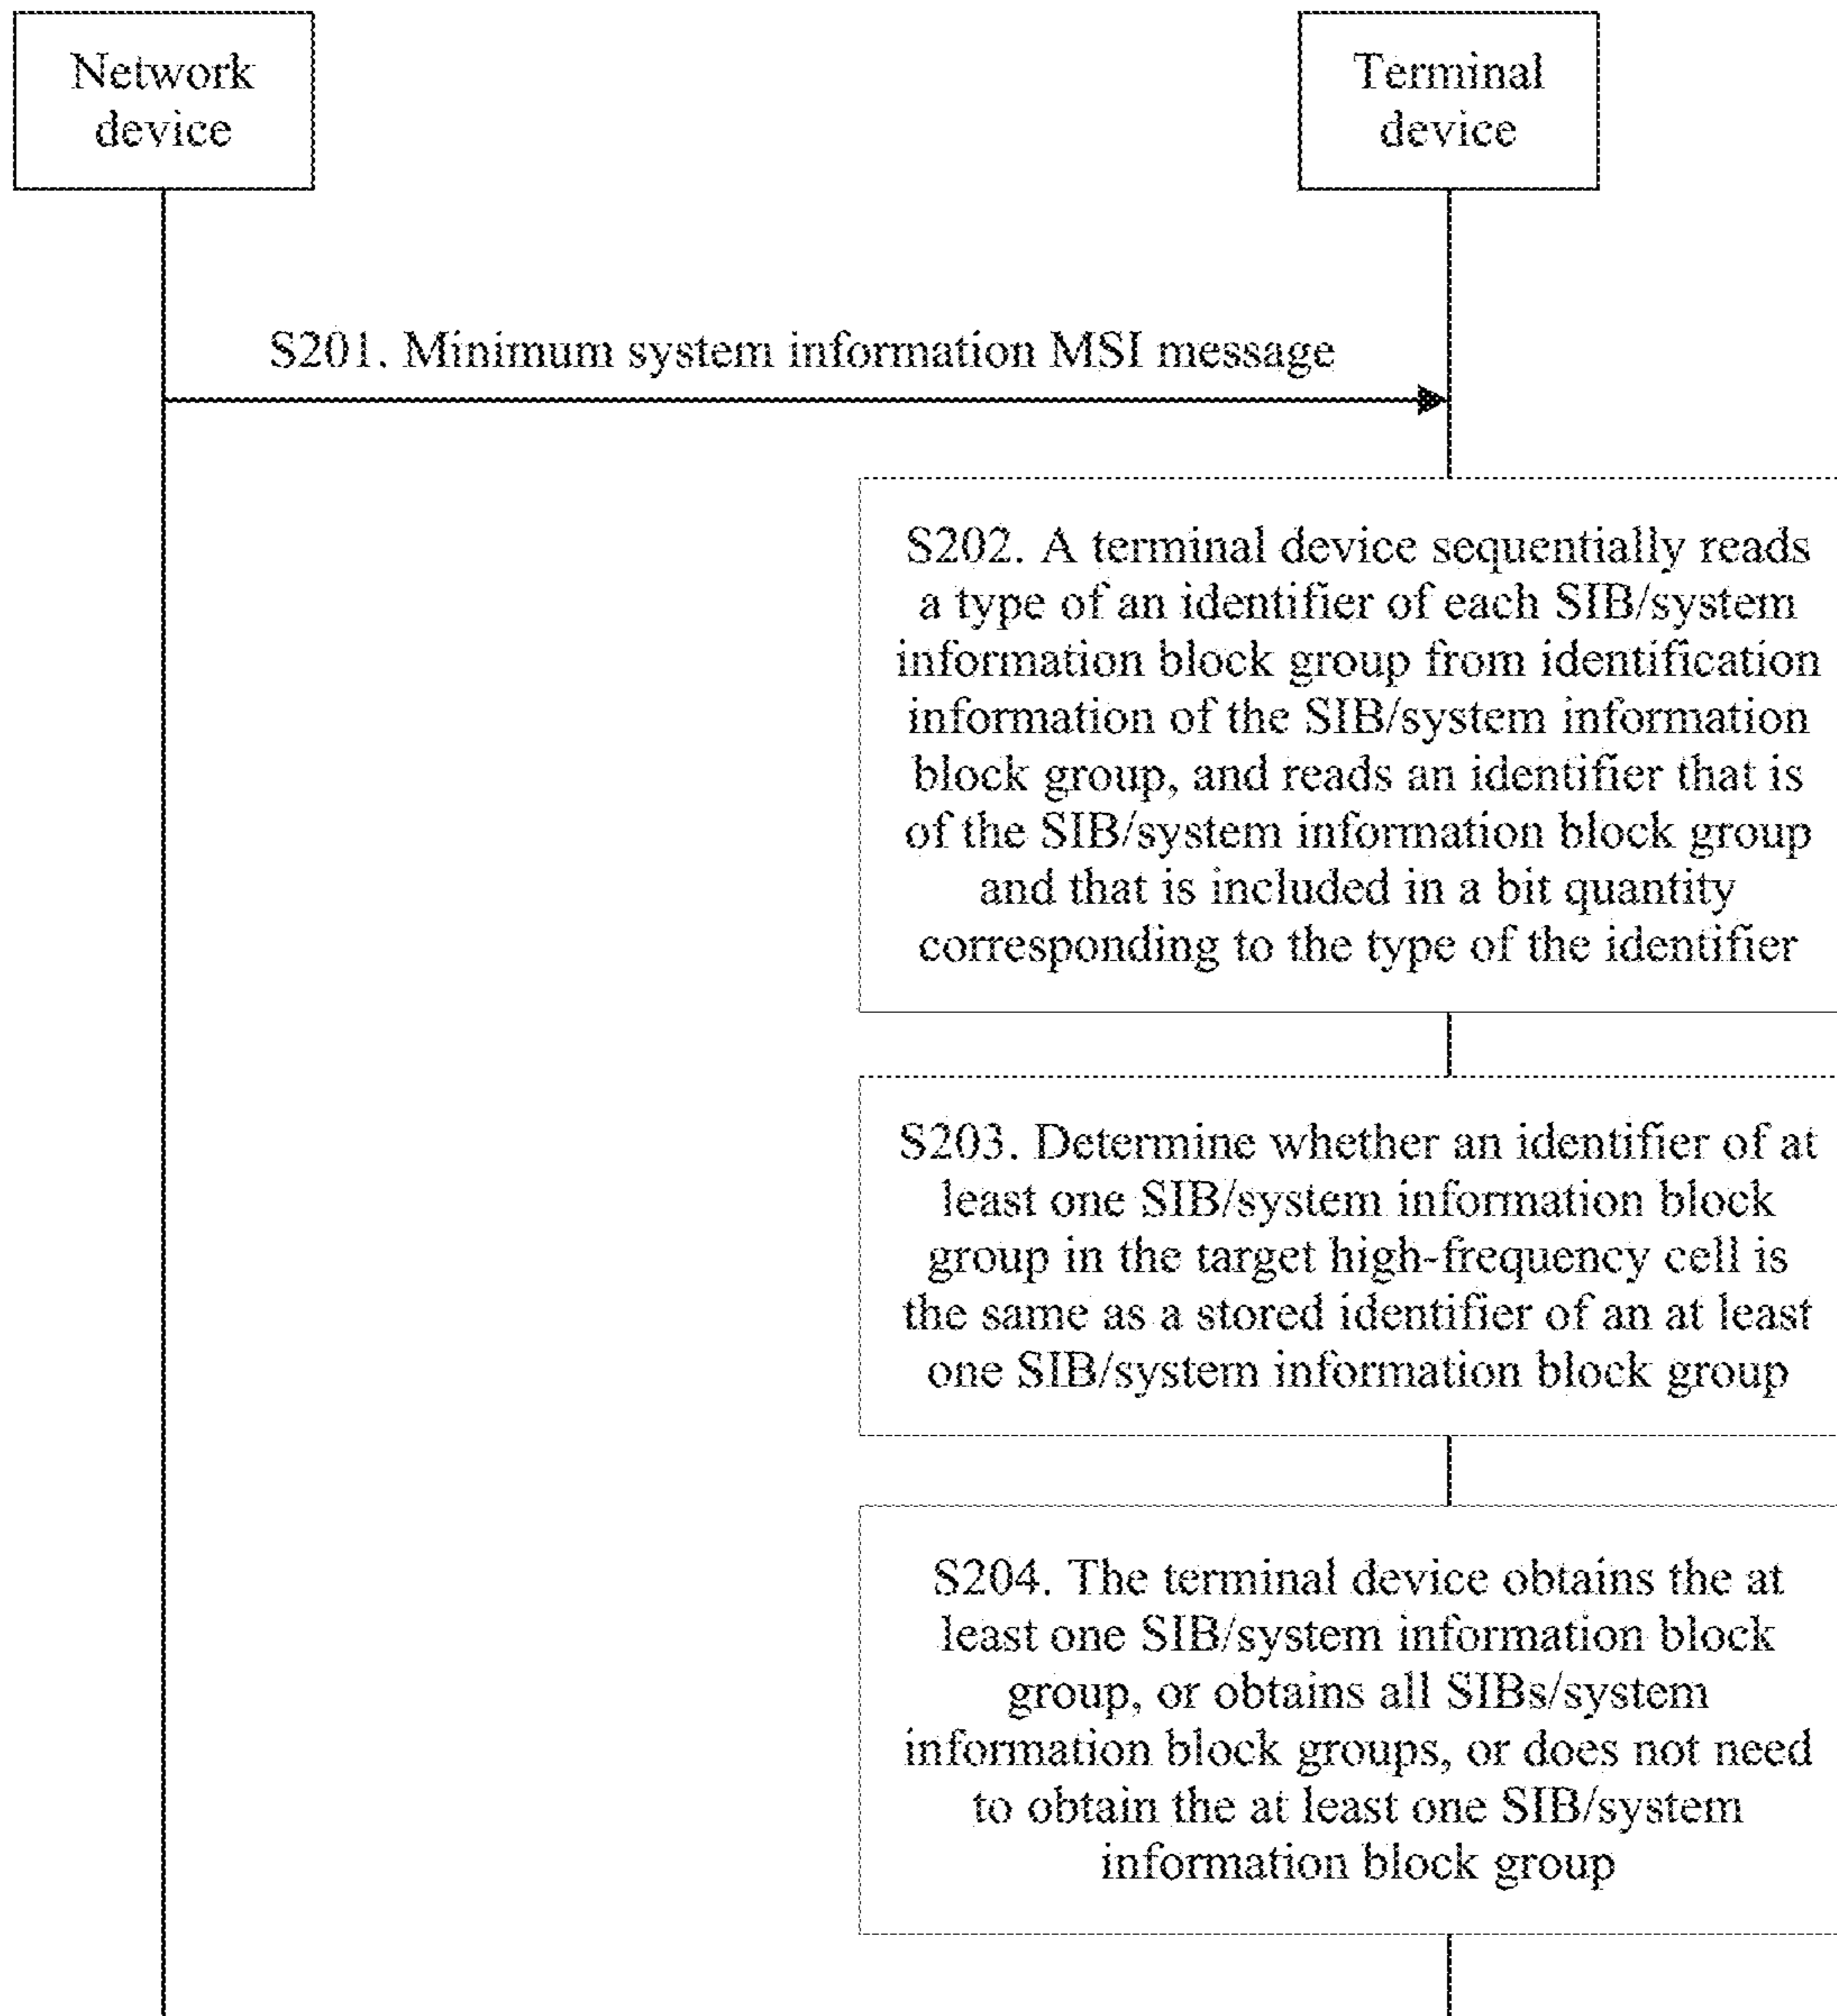 Network
device
Terminal
device
S201. Minimum system information MSI message
S202. A terminal device sequentially reads
a type of an identifier of each SIB/system
information block group from identification
information of the SIB/system information
block group, and reads an identifier that is
of the SIB/system information block group
and that is included in a bit quantity
corresponding to the type of the identifier
S203. Determine whether an identifier of at
least one SIB/system information block
group in the target high-frequency cell is
the same as a stored identifier of an at least
one SIB/system information block group
S204. The terminal device obtains the at
least one SIB/system information block
group, or obtains all SIBs/system
information block groups, or does not need
to obtain the at least one SIB/system
information block group